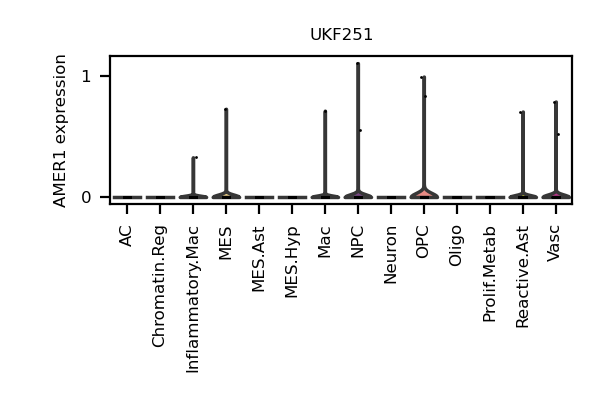 UKF251
AMER1 expression
1
0
AC
Chromatin.Reg
Inflammatory.Mac
MES
MES.Ast
MES.Hyp
Mac
NPC
Neuron
OPC
Oligo
Prolif.Metab
Reactive.Ast
Vasc